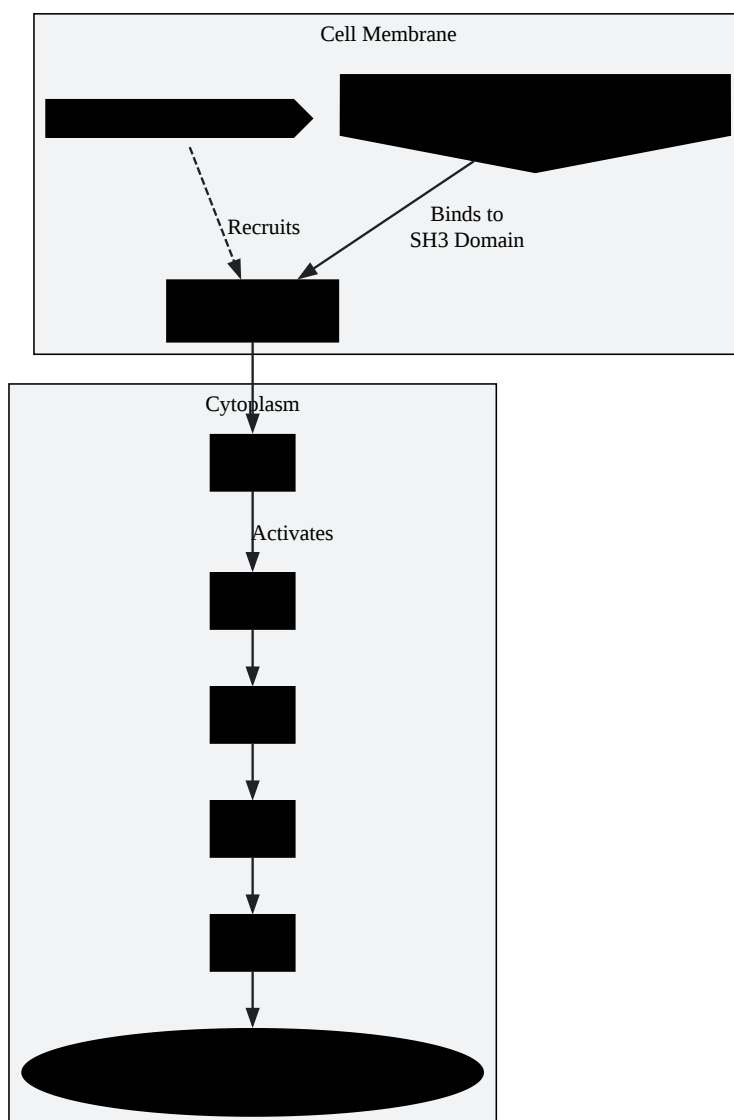 Cell Membrane
Recruits
Binds to
SH3 Domain
Cytoplasm
Activates